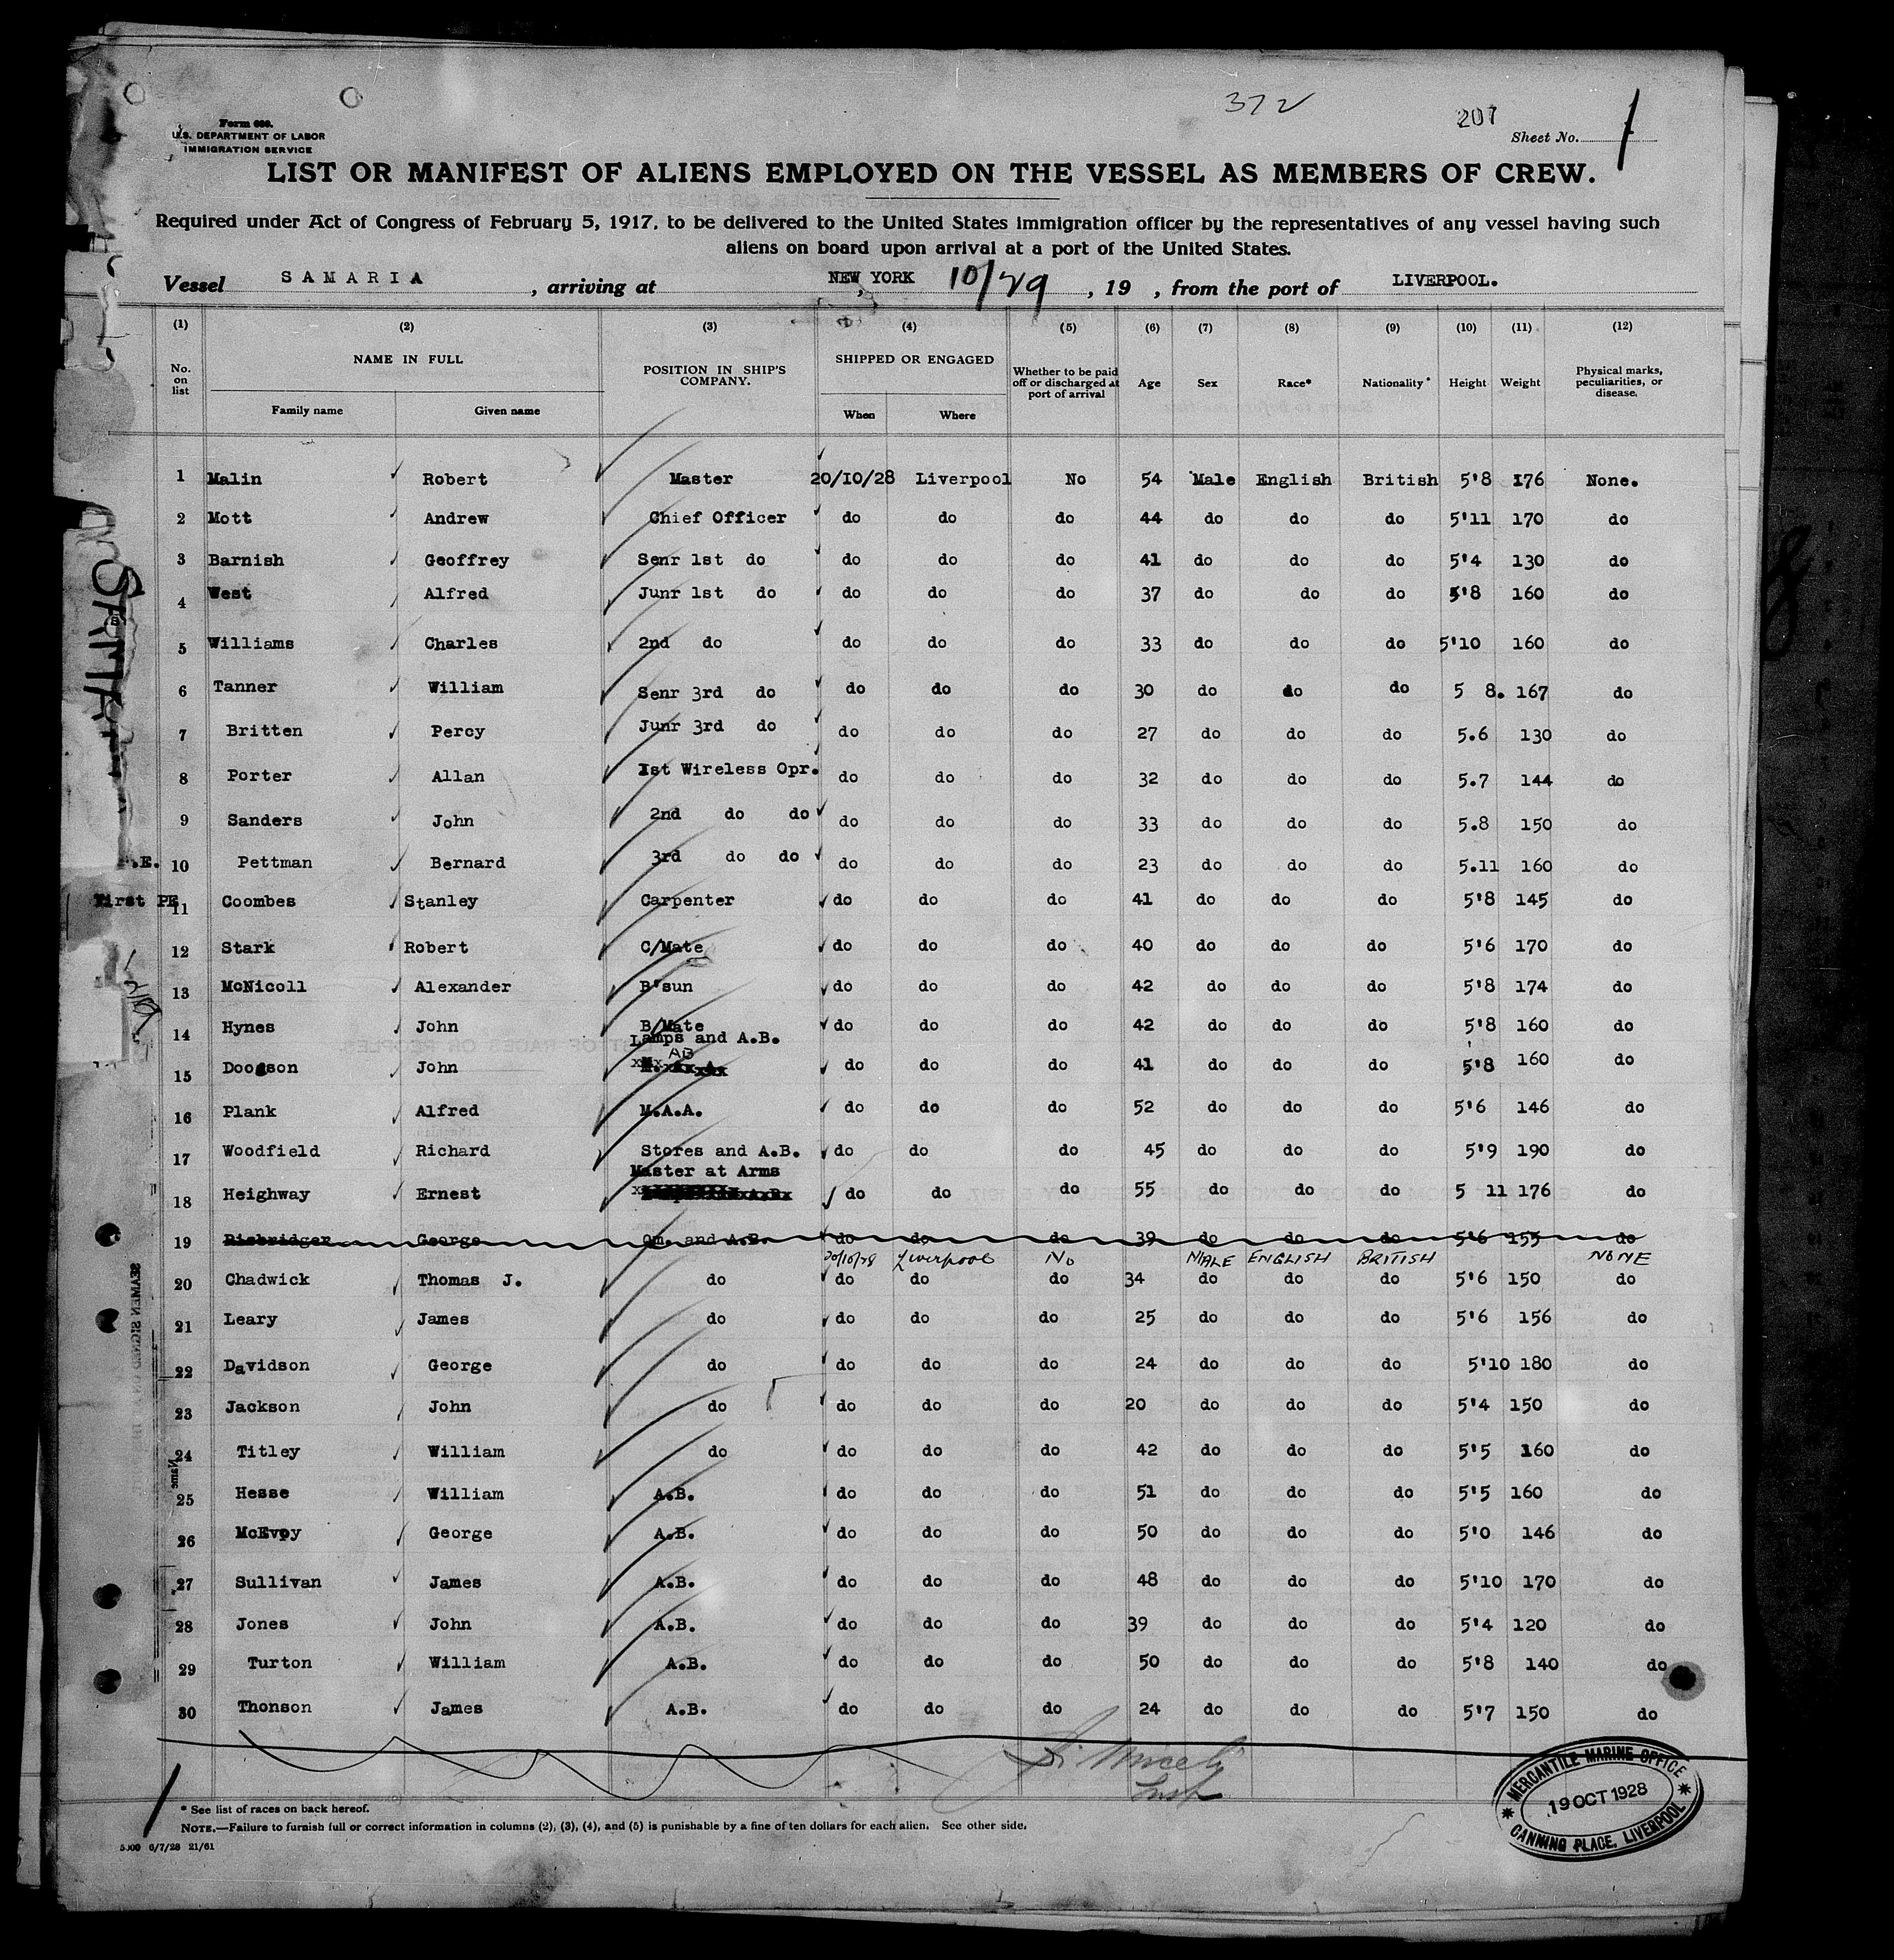 372
207
Form 680.
U.S. DEPARTMENT OF LABOR
IMMIGRATION SERVICE
Sheet No. 1
LIST OR MANIFEST OF ALIENS EMPLOYED ON THE VESSEL AS MEMBERS OF CREW.
Required under Act of Congress of February 5, 1917, to be delivered to the United States immigration officer by the representatives of any vessel having such
aliens on board upon arrival at a port of the United States.
Vessel SAMARIA , arriving at NEW YORK 10/29 , 19 , from the port of LIVERPOOL.
(1) (2) (3) (4) (5) (6) (7) (8) (9) (10) (11) (12)
No. on list NAME IN FULL Family name Given name POSITION IN SHIP'S COMPANY. SHIPPED OR ENGAGED When Where Whether to be paid off or discharged at port of arrival Age Sex Race* Nationality* Height Weight Physical marks, peculiarities, or disease.
1 Malin Robert Master 20/10/28 Liverpool No 54 Male English British 5'8 176 None.
2 Mott Andrew Chief Officer do do do 44 do do do 5'11 170 do
3 Barnish Geoffrey Senr 1st do do do do 41 do do do 5'4 130 do
4 West Alfred Junr 1st do do do do 37 do do do 5'8 160 do
5 Williams Charles 2nd do do do do 33 do do do 5'10 160 do
6 Tanner William Senr 3rd do do do do 30 do do do 5 8. 167 do
7 Britten Percy Junr 3rd do do do do 27 do do do 5.6 130 do
8 Porter Allan 1st Wireless Opr. do do do 32 do do do 5.7 144 do
9 Sanders John 2nd do do do do do 33 do do do 5.8 150 do
.E. 10 Pettman Bernard 3rd do do do do do 23 do do do 5.11 160 do
First PE 11 Coombes Stanley Carpenter do do do 41 do do do 5'8 145 do
12 Stark Robert C/Mate do do do 40 do do do 5'6 170 do
13 McNicoll Alexander B'sun do do do 42 do do do 5'8 174 do
14 Hynes John B/Mate do do do 42 do do do 5'8 160 do
Lamps and A.B.
15 Doogson John AB do do do 41 do do do 5'8 160 do
16 Plank Alfred M.A.A. do do do 52 do do do 5'6 146 do
17 Woodfield Richard Stores and A.B. do do do 45 do do do 5'9 190 do
Master at Arms
18 Heighway Ernest do do do 55 do do do 5 11 176 do
19 Risbridger George Qm. and A.B. do do do 39 do do do 5'6 155 do
20/10/28 Liverpool No MALE ENGLISH BRITISH NONE
20 Chadwick Thomas J. do do do do 34 do do do 5'6 150 do
21 Leary James do do do do 25 do do do 5'6 156 do
22 Davidson George do do do do 24 do do do 5'10 180 do
23 Jackson John do do do do 20 do do do 5'4 150 do
24 Titley William do do do do 42 do do do 5'5 160 do
25 Hesse William A.B. do do do 51 do do do 5'5 160 do
26 McEvoy George A.B. do do do 50 do do do 5'0 146 do
27 Sullivan James A.B. do do do 48 do do do 5'10 170 do
28 Jones John A.B. do do do 39 do do do 5'4 120 do
29 Turton William A.B. do do do 50 do do do 5'8 140 do
30 Thonson James A.B. do do do 24 do do do 5'7 150 do
* See list of races on back hereof.
NOTE.—Failure to furnish full or correct information in columns (2), (3), (4), and (5) is punishable by a fine of ten dollars for each alien. See other side.
5000 6/7/28 21/61
MERCANTILE MARINE OFFICE
19 OCT 1928
CANNING PLACE, LIVERPOOL